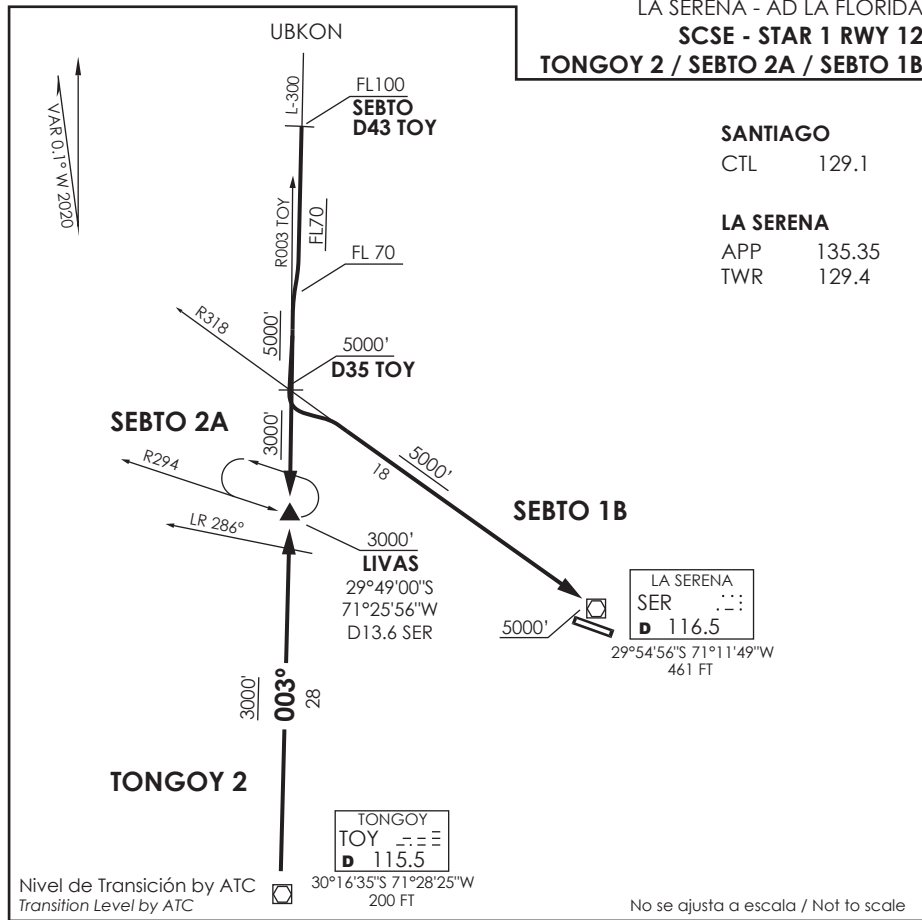 LA SERENA - AD LA FLORIDA
SCSE - STAR 1 RWY 12
TONGOY 2 / SEBTO 2A / SEBTO 1B
UBKON
VAR 0.1° W 2020
L-300
FL100
SEBTO
D43 TOY
SANTIAGO
CTL 129.1
LA SERENA
APP 135.35
TWR 129.4
R003 TOY
FL70
FL 70
R318
5000'
5000'
D35 TOY
SEBTO 2A
3000'
R294
18
5000'
SEBTO 1B
LR 286°
3000'
LIVAS
29°49'00"S
71°25'56"W
D13.6 SER
LA SERENA
SER
D 116.5
5000'
29°54'56"S 71°11'49"W
461 FT
3000'
003°
28
TONGOY 2
TONGOY
TOY
D 115.5
30°16'35"S 71°28'25"W
200 FT
Nivel de Transición by ATC
Transition Level by ATC
No se ajusta a escala / Not to scale